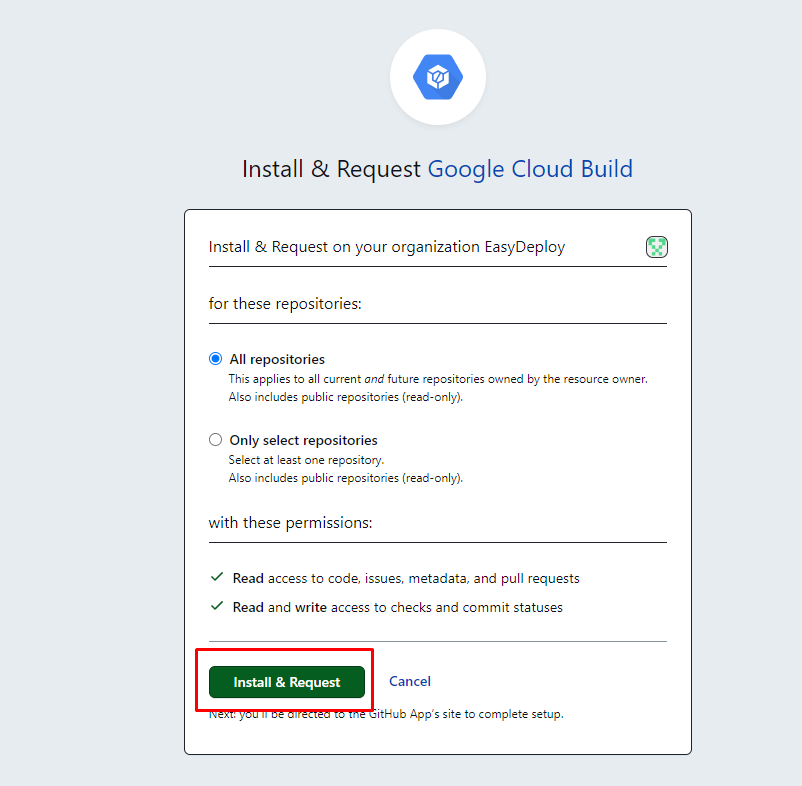 Install & Request Google Cloud Build
Install & Request on your organization EasyDeploy
for these repositories:
All repositories
This applies to all current and future repositories owned by the resource owner.
Also includes public repositories (read-only).
Only select repositories
Select at least one repository.
Also includes public repositories (read-only).
with these permissions:
Read access to code, issues, metadata, and pull requests
Read and write access to checks and commit statuses
Install & Request Cancel
Next: you'll be directed to the GitHub App's site to complete setup.